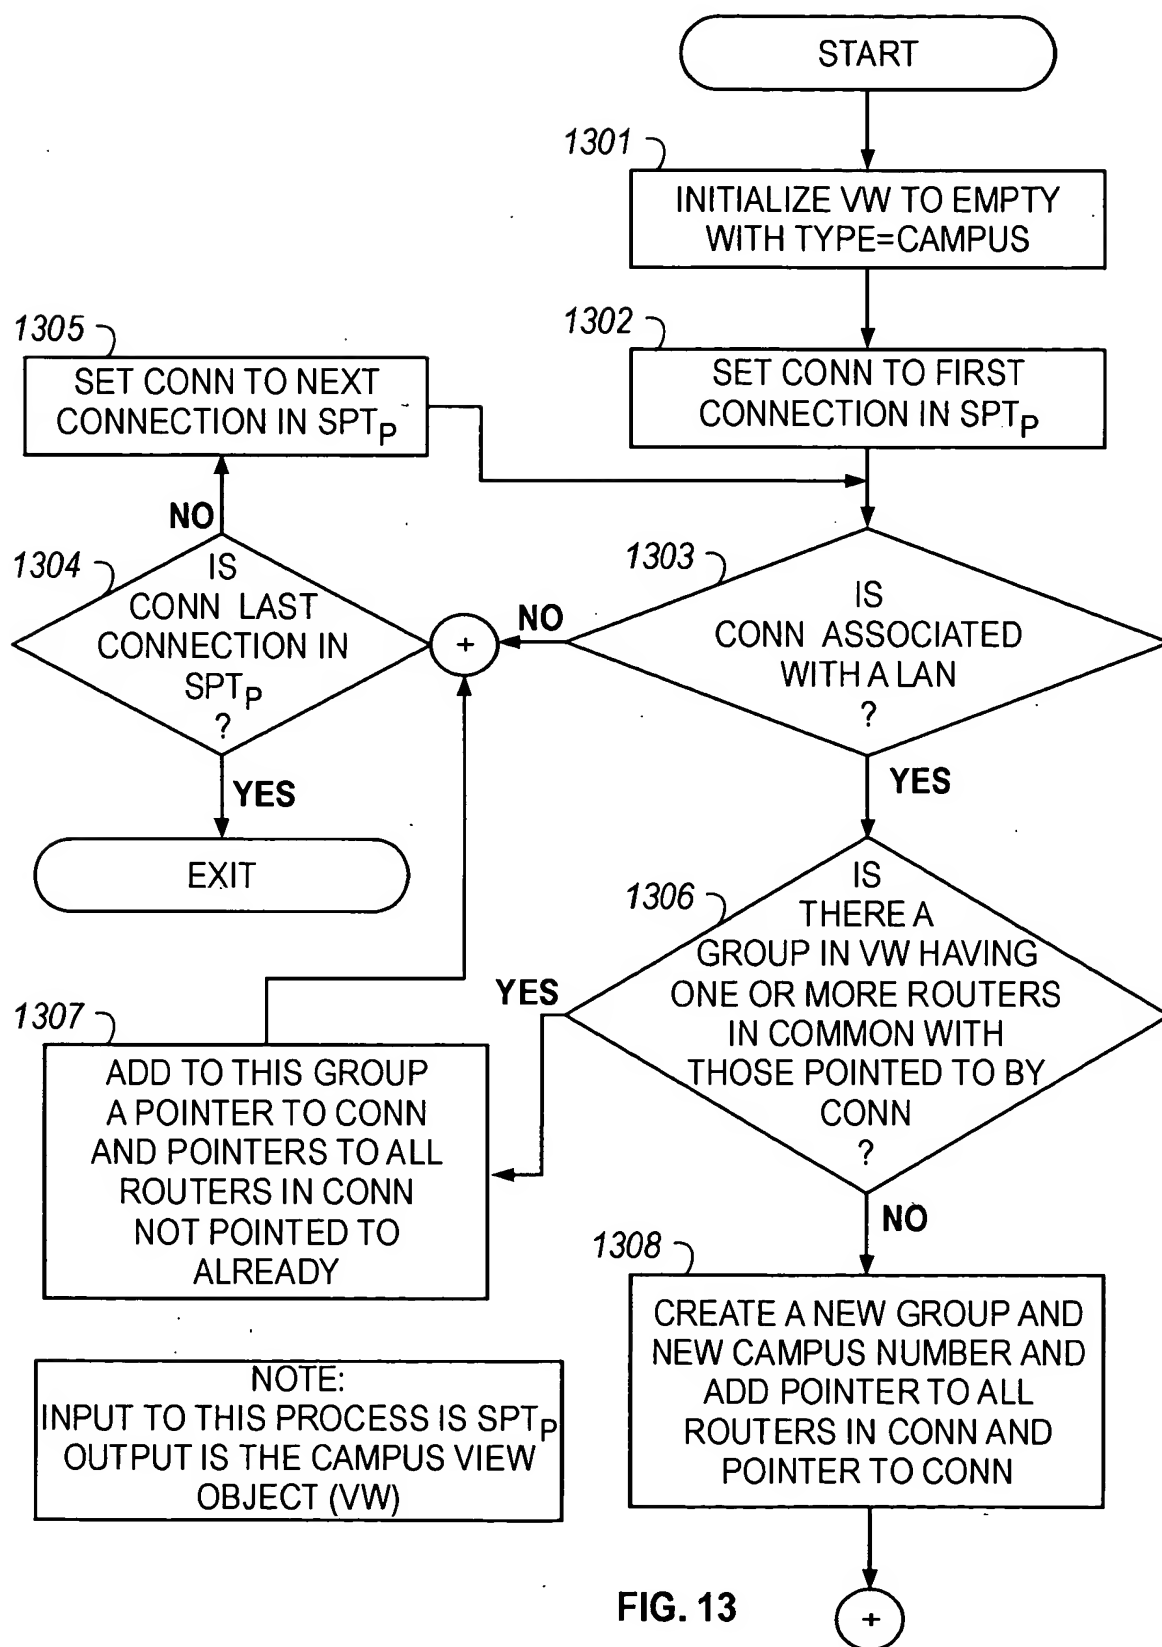 START
1301
INITIALIZE VW TO EMPTY
WITH TYPE=CAMPUS
1302
SET CONN TO FIRST
CONNECTION IN SPTP
1305
SET CONN TO NEXT
CONNECTION IN SPTP
NO
1304
IS
CONN LAST
CONNECTION IN
SPTP
?
YES
EXIT
+
NO
1303
IS
CONN ASSOCIATED
WITH A LAN
?
YES
1306
IS
THERE A
GROUP IN VW HAVING
ONE OR MORE ROUTERS
IN COMMON WITH
THOSE POINTED TO BY
CONN
?
YES
1307
ADD TO THIS GROUP
A POINTER TO CONN
AND POINTERS TO ALL
ROUTERS IN CONN
NOT POINTED TO
ALREADY
NO
1308
CREATE A NEW GROUP AND
NEW CAMPUS NUMBER AND
ADD POINTER TO ALL
ROUTERS IN CONN AND
POINTER TO CONN
+
NOTE:
INPUT TO THIS PROCESS IS SPTP
OUTPUT IS THE CAMPUS VIEW
OBJECT (VW)
FIG. 13